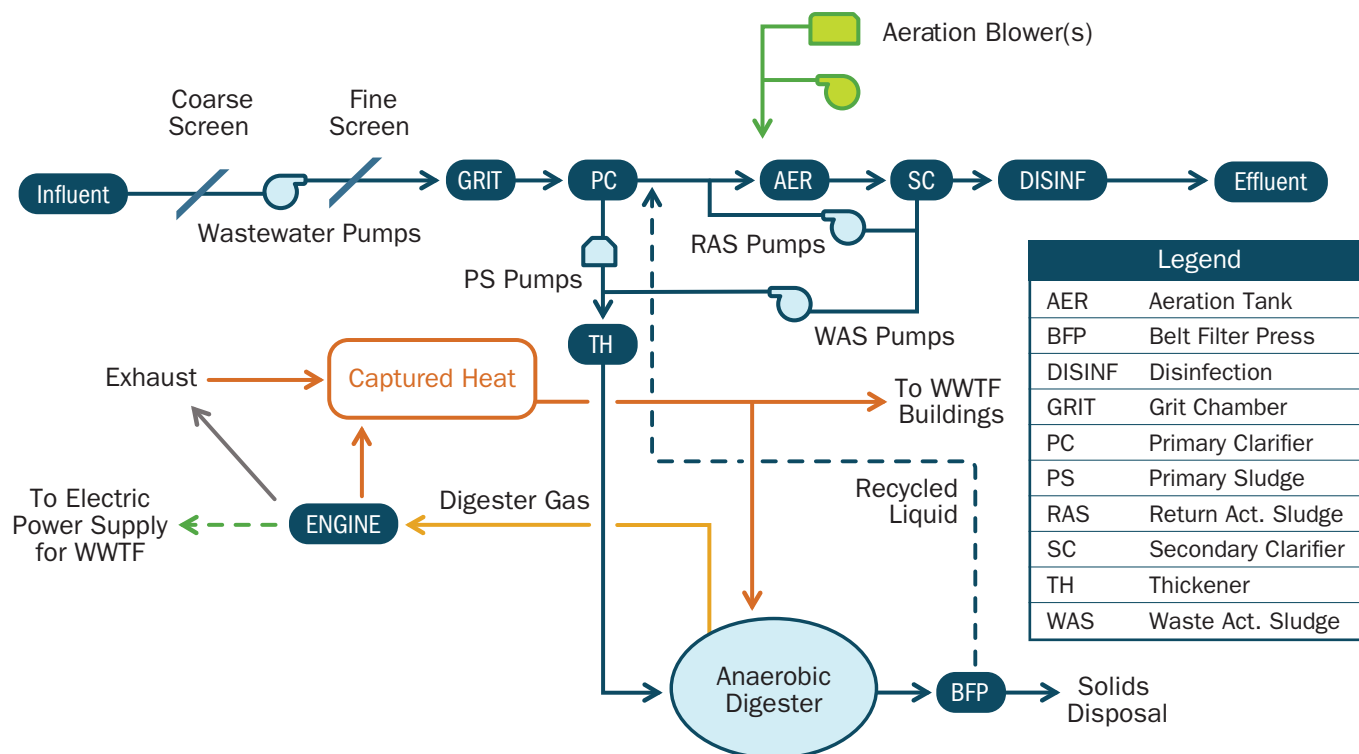 Aeration Blower(s)
Coarse
Screen
Fine
Screen
Influent
GRIT
PC
AER
SC
DISINF
Effluent
Wastewater Pumps
RAS Pumps
PS Pumps
WAS Pumps
TH
Exhaust
Captured Heat
To WWTF
Buildings
To Electric
Power Supply
for WWTF
ENGINE
Digester Gas
Recycled
Liquid
Anaerobic
Digester
BFP
Solids
Disposal
Legend
AER Aeration Tank
BFP Belt Filter Press
DISINF Disinfection
GRIT Grit Chamber
PC Primary Clarifier
PS Primary Sludge
RAS Return Act. Sludge
SC Secondary Clarifier
TH Thickener
WAS Waste Act. Sludge